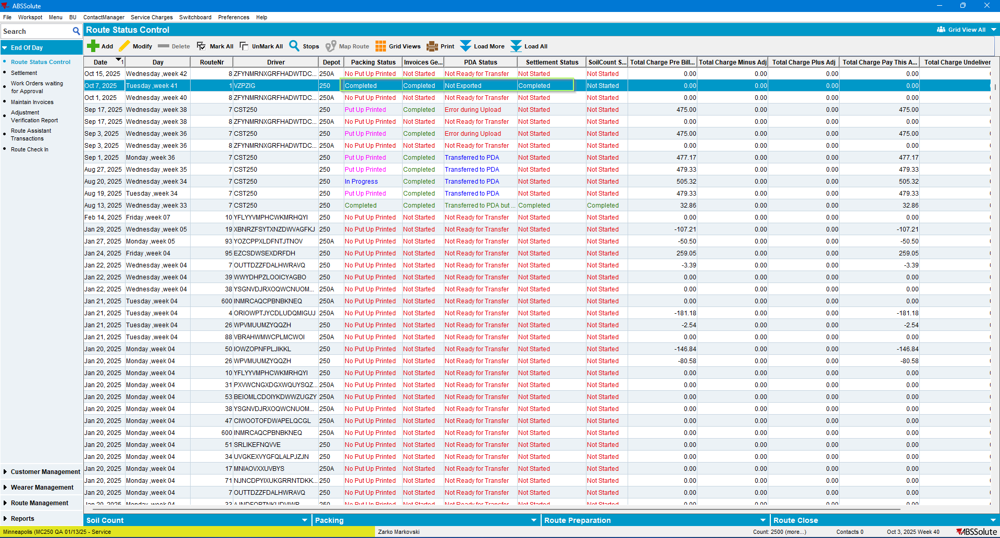 ABSSolute
File Workspot Menu BU ContactManager Service Charges Switchboard Preferences Help
Search
Route Status Control
Grid View All
End Of Day
Add Modify Delete Mark All UnMark All Stops Map Route Grid Views Print Load More Load All
Route Status Control
Settlement
Work Orders waiting
for Approval
Maintain Invoices
Adjustment
Verification Report
Route Assistant
Transactions
Route Check In
Date 1 Day RouteNr Driver Depot Packing Status Invoices Ge... PDA Status Settlement Status SoilCount S... Total Charge Pre Bill... Total Charge Minus Adj Total Charge Plus Adj Total Charge Pay This A... Total Charge Undeliver
Oct 15, 2025 Wednesday ,week 42 8 ZFYNMRNXGRFHADWTDC... 250A No Put Up Printed Not Started Not Ready for Transfer Not Started Not Started 0.00 0.00 0.00 0.00
Oct 7, 2025 Tuesday ,week 41 1 VZPZIG 250 Completed Completed Not Exported Completed Not Started 0.00 0.00 0.00 0.00
Oct 1, 2025 Wednesday ,week 40 8 ZFYNMRNXGRFHADWTDC... 250A No Put Up Printed Not Started Not Ready for Transfer Not Started Not Started 0.00 0.00 0.00 0.00
Sep 17, 2025 Wednesday ,week 38 7 CST250 250 Put Up Printed Completed Error during Upload Not Started Not Started 475.00 0.00 0.00 475.00
Sep 17, 2025 Wednesday ,week 38 8 ZFYNMRNXGRFHADWTDC... 250A No Put Up Printed Not Started Not Ready for Transfer Not Started Not Started 0.00 0.00 0.00 0.00
Sep 3, 2025 Wednesday ,week 36 7 CST250 250 Put Up Printed Completed Error during Upload Not Started Not Started 475.00 0.00 0.00 475.00
Sep 3, 2025 Wednesday ,week 36 8 ZFYNMRNXGRFHADWTDC... 250A No Put Up Printed Not Started Not Ready for Transfer Not Started Not Started 0.00 0.00 0.00 0.00
Sep 1, 2025 Monday ,week 36 7 CST250 250 Put Up Printed Completed Transferred to PDA Not Started Not Started 477.17 0.00 0.00 477.17
Aug 27, 2025 Wednesday ,week 35 7 CST250 250 Put Up Printed Completed Transferred to PDA Not Started Not Started 479.33 0.00 0.00 479.33
Aug 20, 2025 Wednesday ,week 34 7 CST250 250 In Progress Completed Transferred to PDA Not Started Not Started 505.32 0.00 0.00 505.32
Aug 19, 2025 Tuesday ,week 34 7 CST250 250 Put Up Printed Completed Transferred to PDA Not Started Not Started 479.33 0.00 0.00 479.33
Aug 13, 2025 Wednesday ,week 33 7 CST250 250 Completed Completed Transferred to PDA but ... Completed Completed 32.86 0.00 0.00 32.86
Feb 14, 2025 Friday ,week 07 10 YFLYYVMPHCWKMRHQYI 250 No Put Up Printed Not Started Not Ready for Transfer Not Started Not Started 0.00 0.00 0.00 0.00
Jan 29, 2025 Wednesday ,week 05 19 XBNRZFSYTXNZDWVAGFKJ 250 No Put Up Printed Not Started Not Ready for Transfer Not Started Not Started -107.21 0.00 0.00 -107.21
Jan 27, 2025 Monday ,week 05 93 YOZCPPXLDFNTJTNOV 250A No Put Up Printed Not Started Not Ready for Transfer Not Started Not Started -50.50 0.00 0.00 -50.50
Jan 24, 2025 Friday ,week 04 95 EZCSDWSEXDRFDH 250 No Put Up Printed Not Started Not Ready for Transfer Not Started Not Started 259.05 0.00 0.00 259.05
Jan 22, 2025 Wednesday ,week 04 7 OUTTDZZFDALHWRAVQ 250 No Put Up Printed Not Started Not Ready for Transfer Not Started Not Started -3.39 0.00 0.00 -3.39
Jan 22, 2025 Wednesday ,week 04 39 WWYDHPZLOOICYAGBO 250 No Put Up Printed Not Started Not Ready for Transfer Not Started Not Started 0.00 0.00 0.00 0.00
Jan 22, 2025 Wednesday ,week 04 38 YSGNVDJRXOQWCNUOM... 250A No Put Up Printed Not Started Not Ready for Transfer Not Started Not Started 0.00 0.00 0.00 0.00
Jan 21, 2025 Tuesday ,week 04 600 INMRCAQCPBNBKNEQ 250A No Put Up Printed Not Started Not Ready for Transfer Not Started Not Started 0.00 0.00 0.00 0.00
Jan 21, 2025 Tuesday ,week 04 4 ORIOWPTJYCDLUDQMIGUJ 250A No Put Up Printed Not Started Not Ready for Transfer Not Started Not Started -181.18 0.00 0.00 -181.18
Jan 21, 2025 Tuesday ,week 04 26 WPVMUUMZYQQZH 250 No Put Up Printed Not Started Not Ready for Transfer Not Started Not Started -2.54 0.00 0.00 -2.54
Jan 21, 2025 Tuesday ,week 04 88 VBRAHWMWCPLMCWOI 250A No Put Up Printed Not Started Not Ready for Transfer Not Started Not Started 0.00 0.00 0.00 0.00
Jan 20, 2025 Monday ,week 04 50 IOWZOPNFPLJIKKL 250 No Put Up Printed Not Started Not Ready for Transfer Not Started Not Started -146.84 0.00 0.00 -146.84
Jan 20, 2025 Monday ,week 04 26 WPVMUUMZYQQZH 250 No Put Up Printed Not Started Not Ready for Transfer Not Started Not Started -80.58 0.00 0.00 -80.58
Jan 20, 2025 Monday ,week 04 10 YFLYYVMPHCWKMRHQYI 250 No Put Up Printed Not Started Not Ready for Transfer Not Started Not Started 0.00 0.00 0.00 0.00
Jan 20, 2025 Monday ,week 04 31 PXVWCNGXDGXWQUYSQZ... 250A No Put Up Printed Not Started Not Ready for Transfer Not Started Not Started 0.00 0.00 0.00 0.00
Jan 20, 2025 Monday ,week 04 53 BEIOMLCDOIYKDWWZUGZY 250A No Put Up Printed Not Started Not Ready for Transfer Not Started Not Started 0.00 0.00 0.00 0.00
Jan 20, 2025 Monday ,week 04 38 YSGNVDJRXOQWCNUOM... 250A No Put Up Printed Not Started Not Ready for Transfer Not Started Not Started 0.00 0.00 0.00 0.00
Jan 20, 2025 Monday ,week 04 47 CIWOOTOFDWAPELQCGL 250A No Put Up Printed Not Started Not Ready for Transfer Not Started Not Started 0.00 0.00 0.00 0.00
Jan 20, 2025 Monday ,week 04 600 INMRCAQCPBNBKNEQ 250A No Put Up Printed Not Started Not Ready for Transfer Not Started Not Started 0.00 0.00 0.00 0.00
Jan 20, 2025 Monday ,week 04 51 SRLIKEFNQVVE 250 No Put Up Printed Not Started Not Ready for Transfer Not Started Not Started 0.00 0.00 0.00 0.00
Jan 20, 2025 Monday ,week 04 34 UVGKEXVYGFQLALPJZJN 250 No Put Up Printed Not Started Not Ready for Transfer Not Started Not Started 0.00 0.00 0.00 0.00
Jan 20, 2025 Monday ,week 04 17 MNIAOVXXUVBYS 250A No Put Up Printed Not Started Not Ready for Transfer Not Started Not Started 0.00 0.00 0.00 0.00
Jan 20, 2025 Monday ,week 04 71 NJNCDPYIXUKGRRNTDKK... 250 No Put Up Printed Not Started Not Ready for Transfer Not Started Not Started 0.00 0.00 0.00 0.00
Jan 20, 2025 Monday ,week 04 7 OUTTDZZFDALHWRAVQ 250 No Put Up Printed Not Started Not Ready for Transfer Not Started Not Started 0.00 0.00 0.00 0.00
Customer Management
Wearer Management
Route Management
Reports
Soil Count Packing Route Preparation Route Close
Minneapolis (MC250 QA 01/13/25 - Service Zarko Markovski Count: 2500 (more...) Contacts 0 Oct 3, 2025 Week 40 ABSSolute